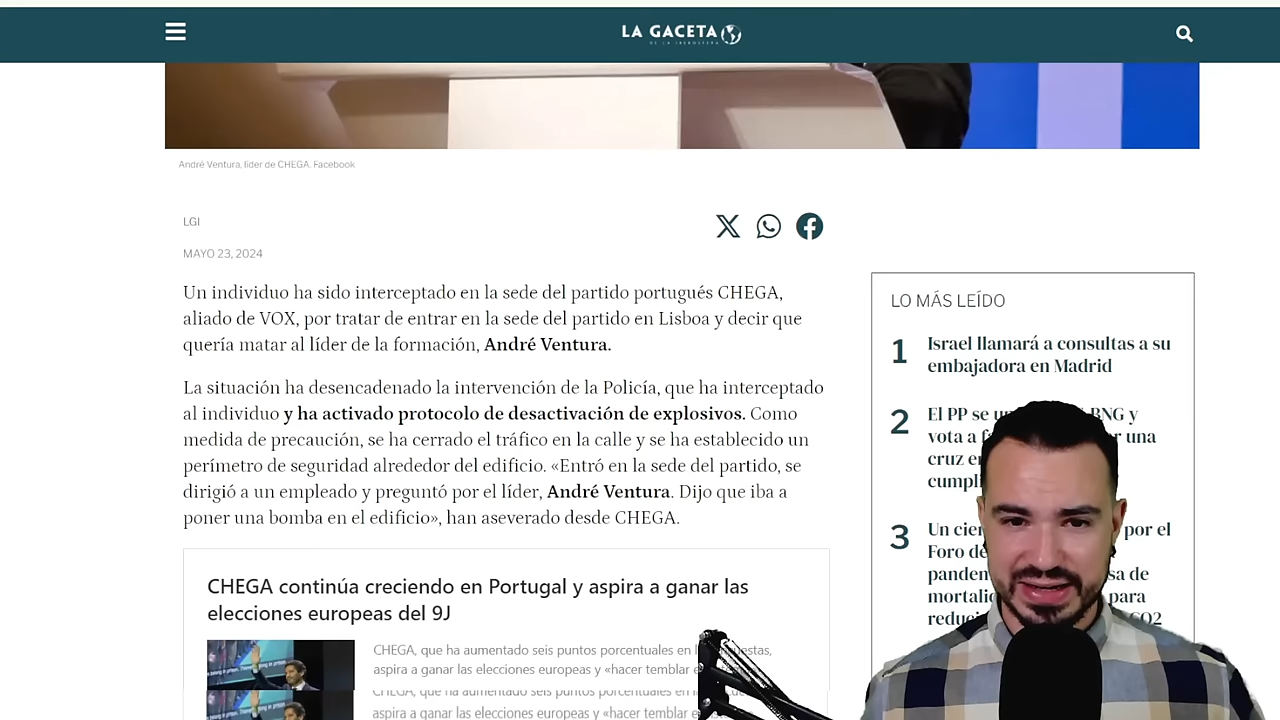 LA GACETA
DE LA IBEROSFERA
André Ventura, líder de CHEGA. Facebook
LGI
MAYO 23, 2024
Un individuo ha sido interceptado en la sede del partido portugués CHEGA,
aliado de VOX, por tratar de entrar en la sede del partido en Lisboa y decir que
quería matar al líder de la formación, André Ventura.
La situación ha desencadenado la intervención de la Policía, que ha interceptado
al individuo y ha activado protocolo de desactivación de explosivos. Como
medida de precaución, se ha cerrado el tráfico en la calle y se ha establecido un
perímetro de seguridad alrededor del edificio. «Entró en la sede del partido, se
dirigió a un empleado y preguntó por el líder, André Ventura. Dijo que iba a
poner una bomba en el edificio», han aseverado desde CHEGA.
CHEGA continúa creciendo en Portugal y aspira a ganar las
elecciones europeas del 9J
CHEGA, que ha aumentado seis puntos porcentuales en
aspira a ganar las elecciones europeas y «hacer temblar
CHEGA, que ha aumentado seis puntos porcentuales en
aspira a ganar las elecciones europeas y «hacer temblar
LO MÁS LEÍDO
1
Israel llamará a consultas a su
embajadora en Madrid
2
El PP se BNG y
vota a una
cruz
3
Un por el
Foro
de
para
CO2